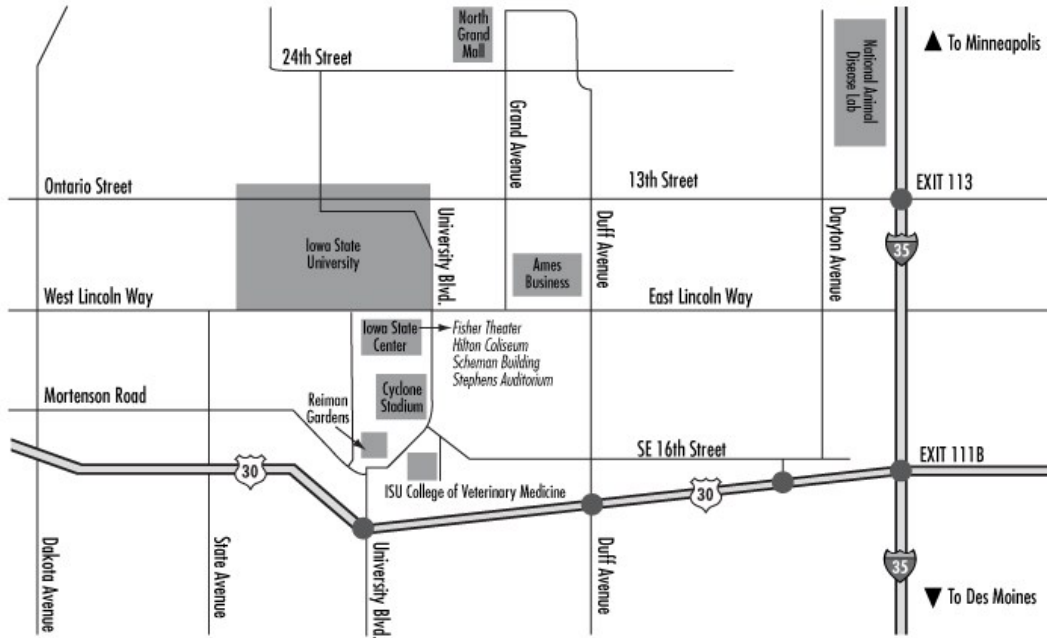 North
Grand
Mall
▲ To Minneapolis
24th Street
National Animal
Disease Lab
Grand Avenue
Ontario Street
13th Street
EXIT 113
University Blvd.
Duff Avenue
Dayton Avenue
Iowa State
University
35
Ames
Business
West Lincoln Way
East Lincoln Way
Iowa State
Center
Fisher Theater
Hilton Coliseum
Scheman Building
Stephens Auditorium
Cyclone
Stadium
Mortenson Road
Reiman
Gardens
SE 16th Street
EXIT 111B
30
ISU College of Veterinary Medicine
30
Dakota Avenue
State Avenue
University Blvd.
Duff Avenue
35
▼ To Des Moines